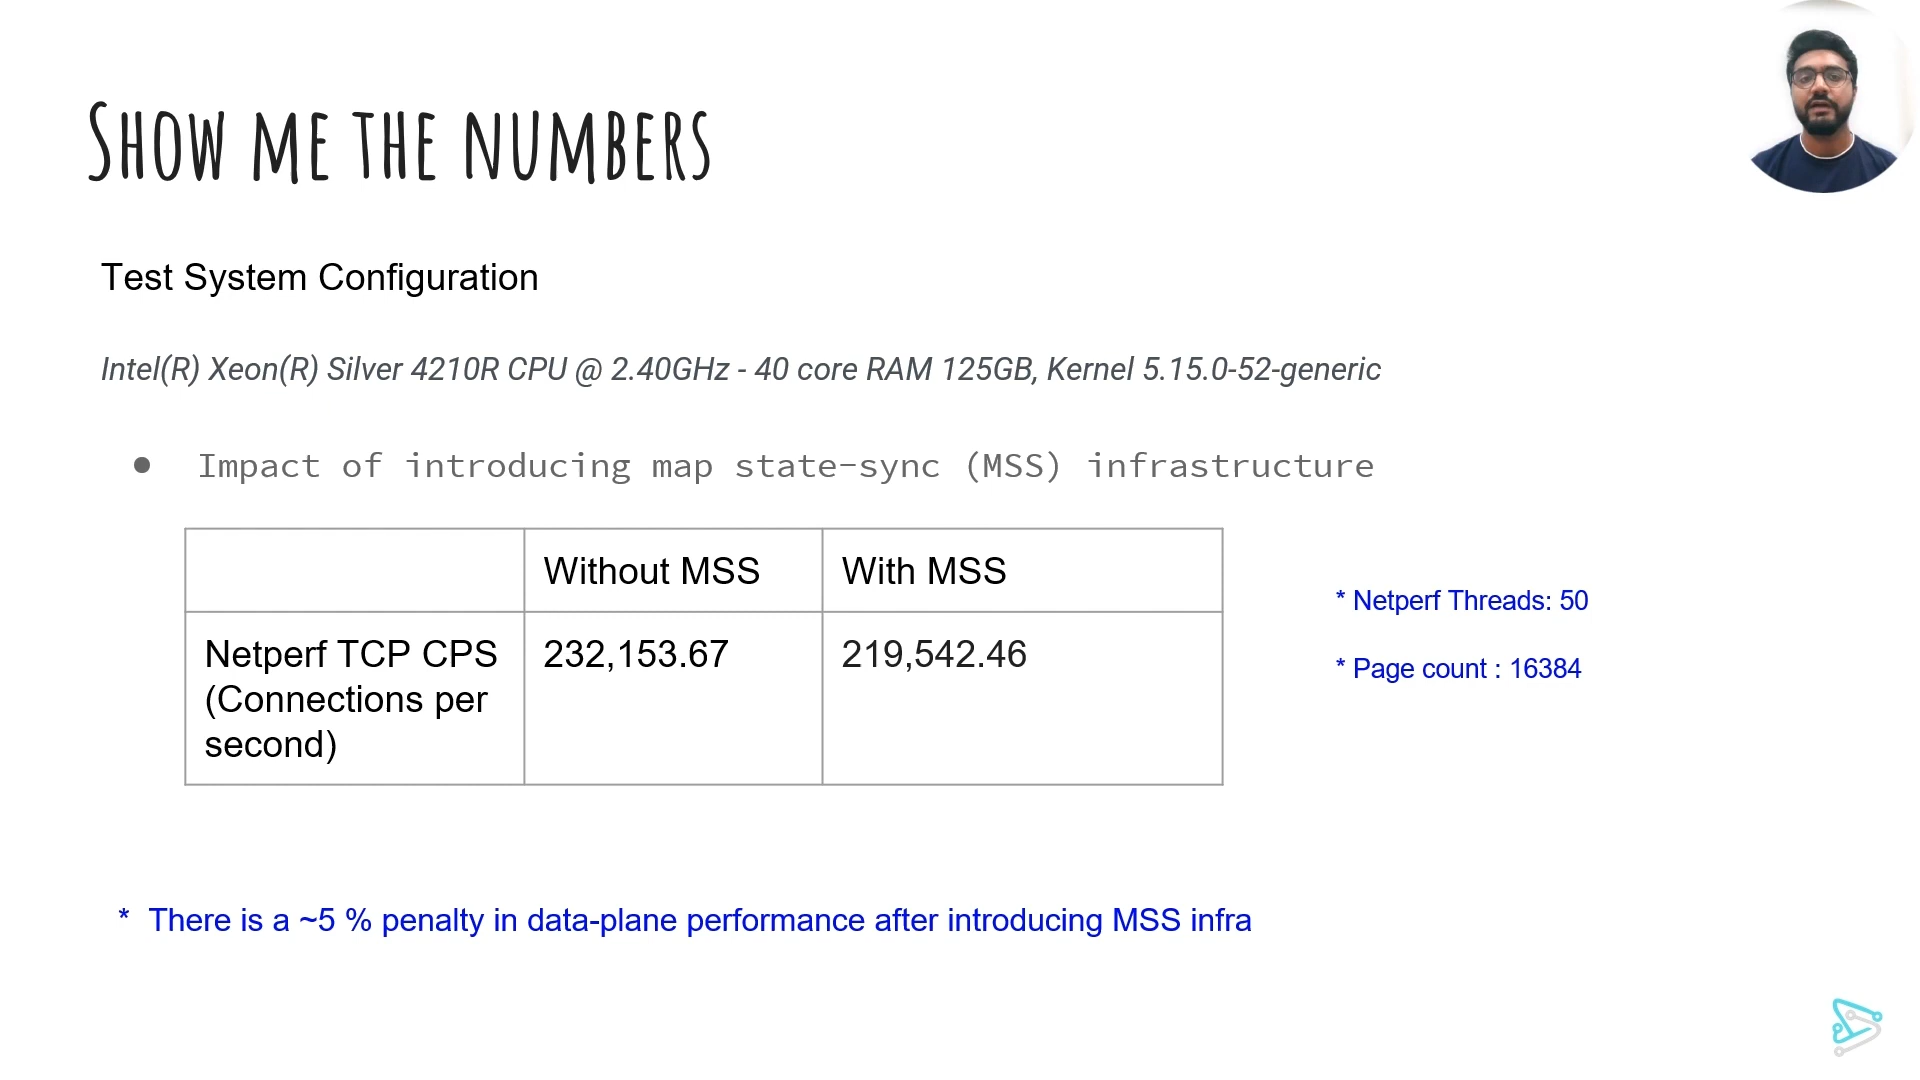 Show me the numbers
Test System Configuration
Intel(R) Xeon(R) Silver 4210R CPU @ 2.40GHz - 40 core RAM 125GB, Kernel 5.15.0-52-generic
● Impact of introducing map state-sync (MSS) infrastructure
Without MSS With MSS
Netperf TCP CPS 232,153.67 219,542.46
(Connections per
second)
* Netperf Threads: 50
* Page count : 16384
* There is a ~5 % penalty in data-plane performance after introducing MSS infra